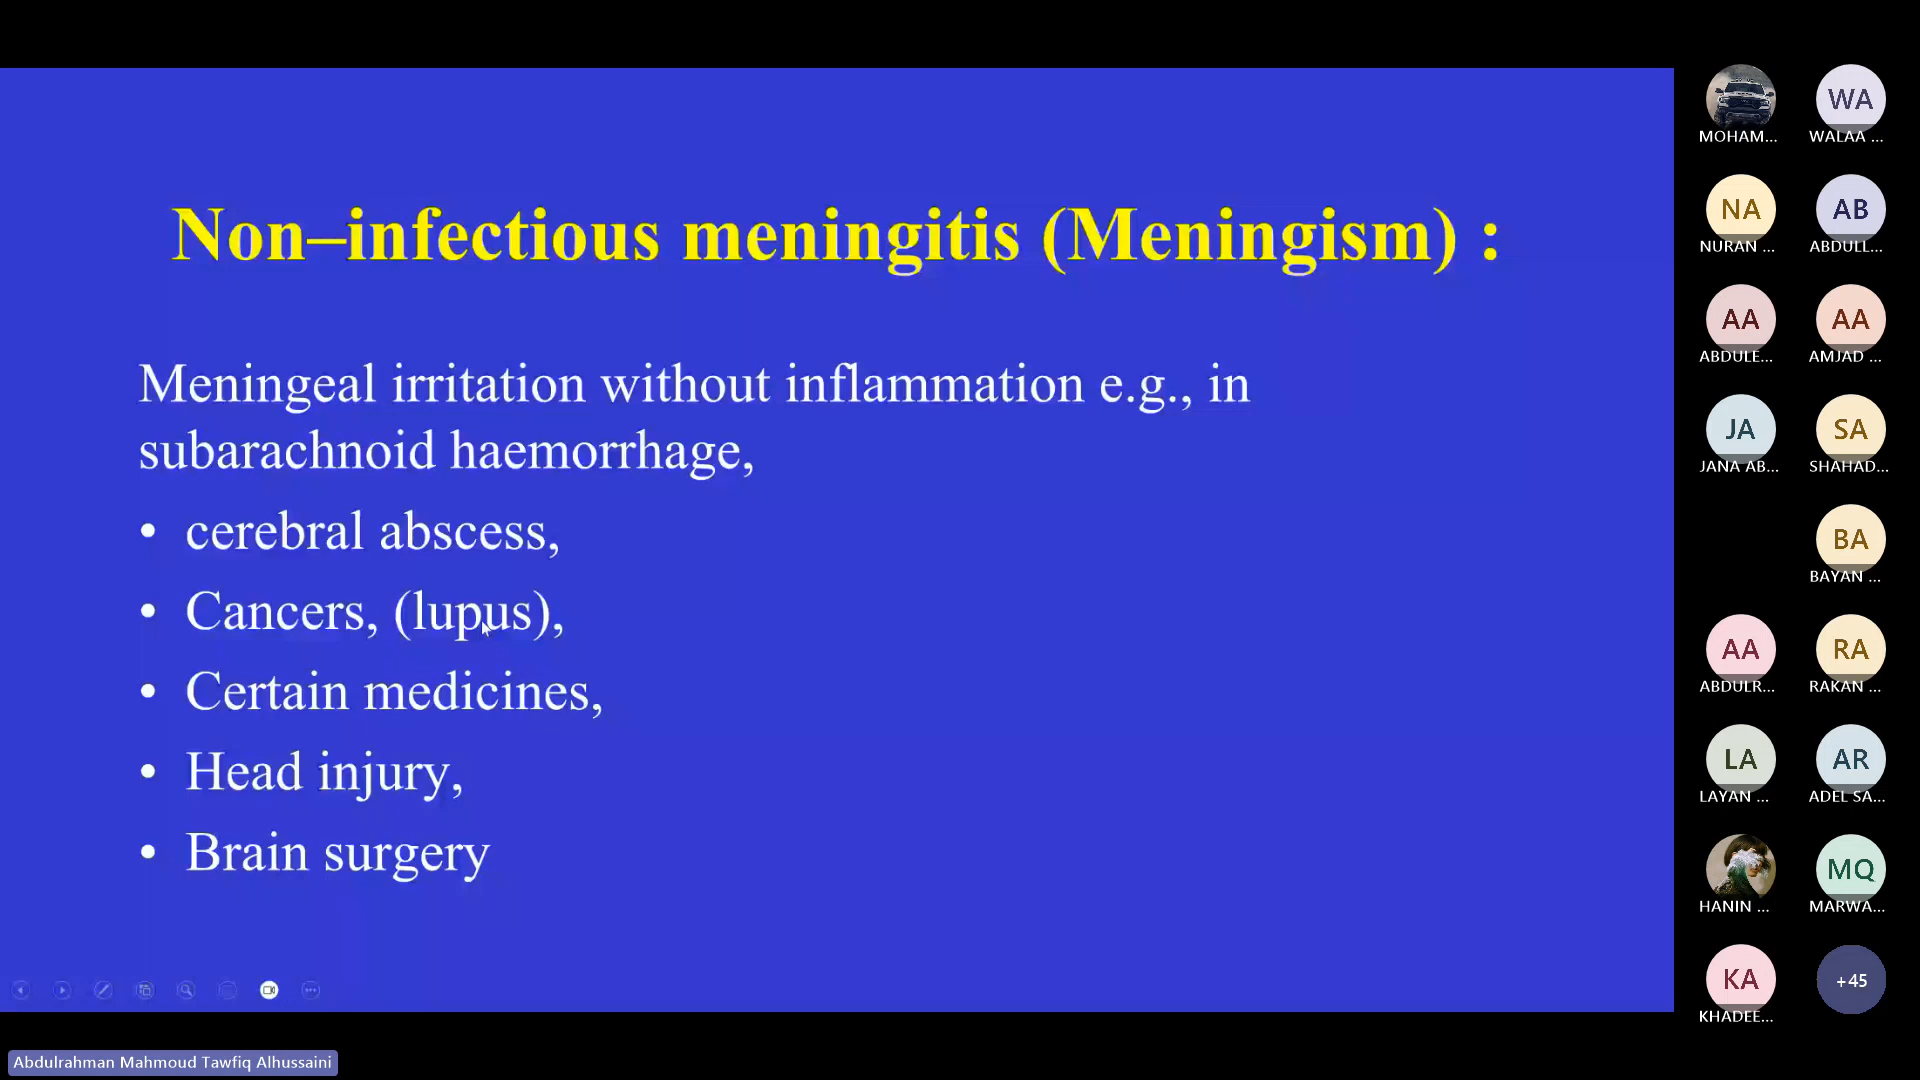 Non–infectious meningitis (Meningism) :
Meningeal irritation without inflammation e.g., in
subarachnoid haemorrhage,
• cerebral abscess,
• Cancers, (lupus),
• Certain medicines,
• Head injury,
• Brain surgery
Abdulrahman Mahmoud Tawfiq Alhussaini
MOHAM...
WA
WALAA ...
NA
NURAN ...
AB
ABDULL...
AA
ABDULE...
AA
AMJAD ...
JA
JANA AB...
SA
SHAHAD...
BA
BAYAN ...
AA
ABDULR...
RA
RAKAN ...
LA
LAYAN ...
AR
ADEL SA...
HANIN ...
MQ
MARWA...
KA
KHADEE...
+45